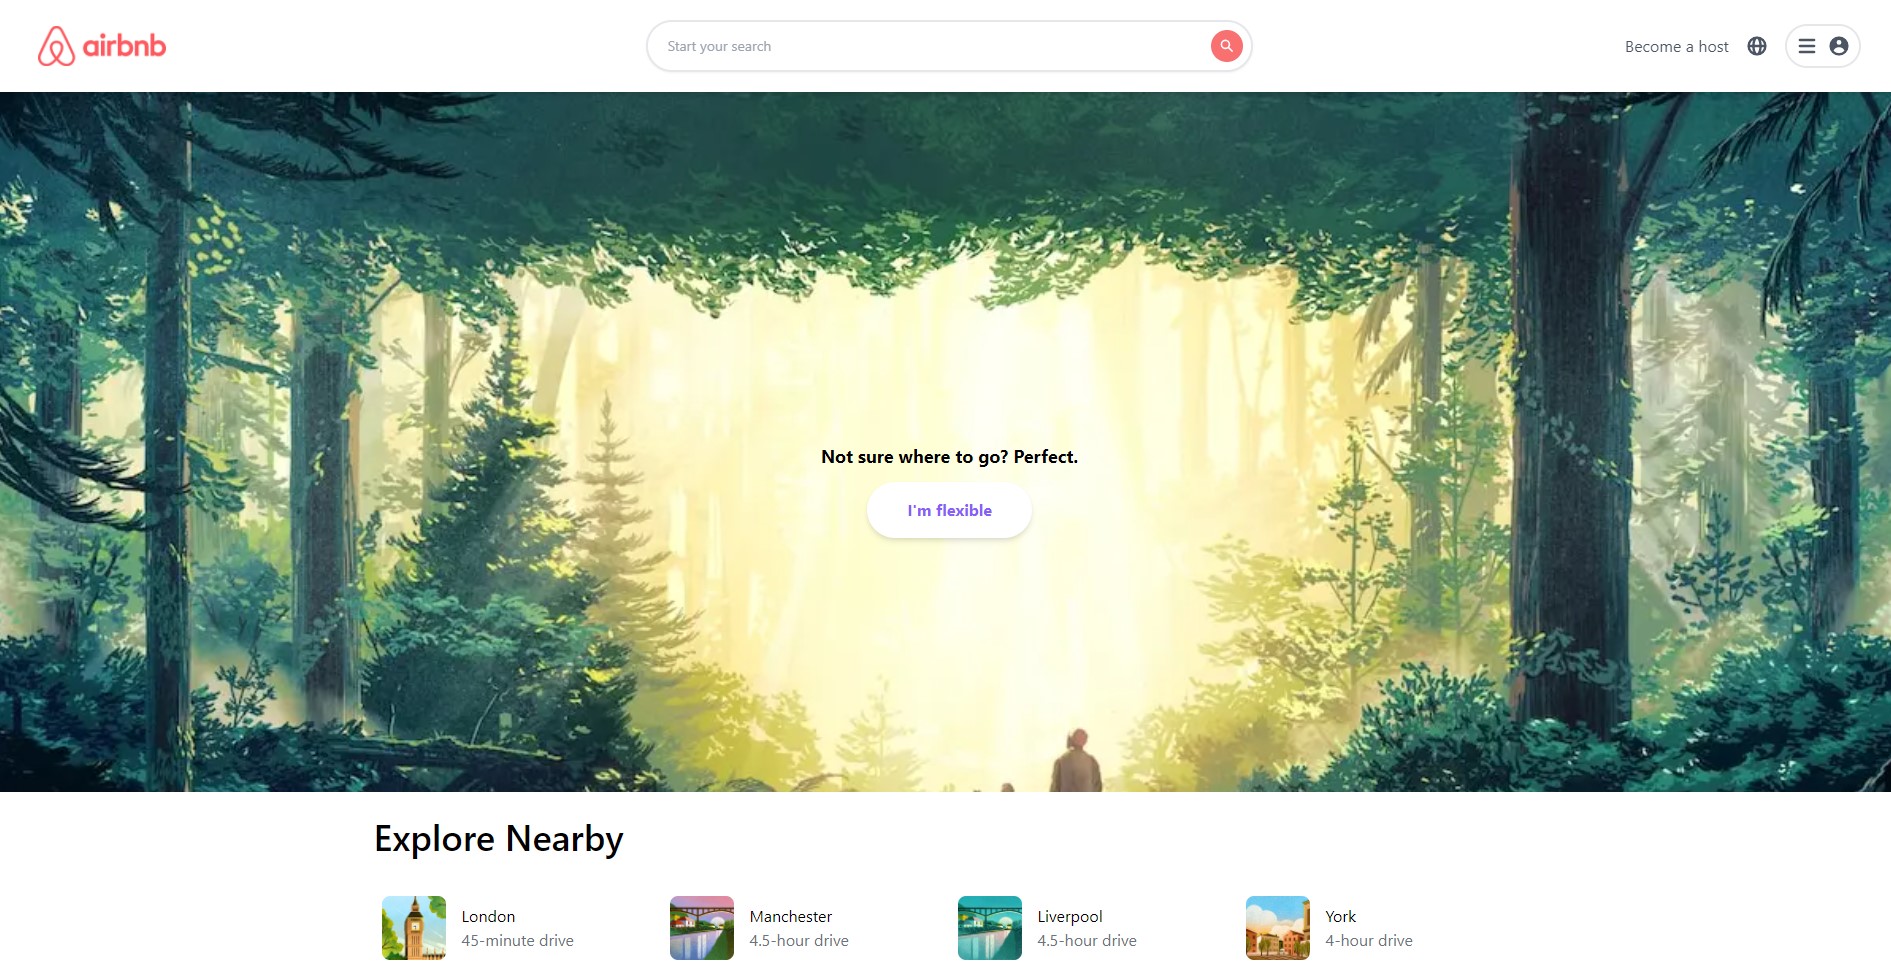 airbnb
Start your search
Become a host
Not sure where to go? Perfect.
I'm flexible
Explore Nearby
London
45-minute drive
Manchester
4.5-hour drive
Liverpool
4.5-hour drive
York
4-hour drive